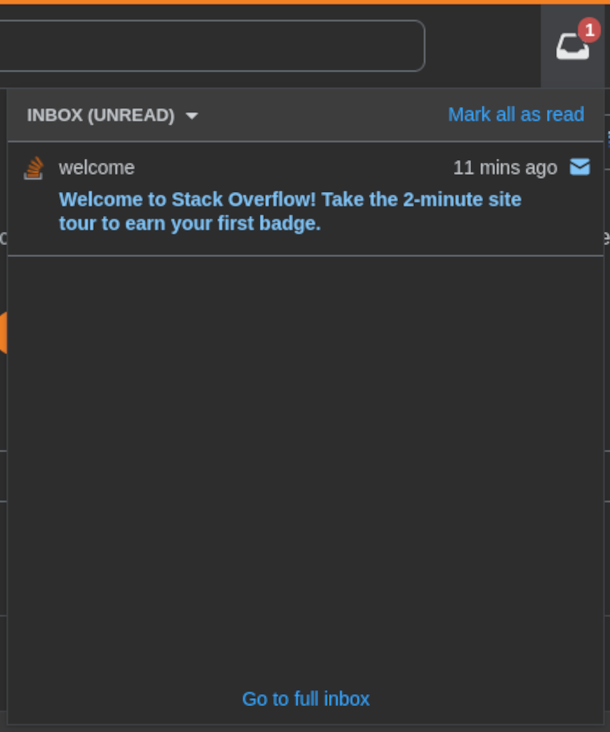 1
INBOX (UNREAD)
Mark all as read
welcome
11 mins ago
Welcome to Stack Overflow! Take the 2-minute site
tour to earn your first badge.
Go to full inbox